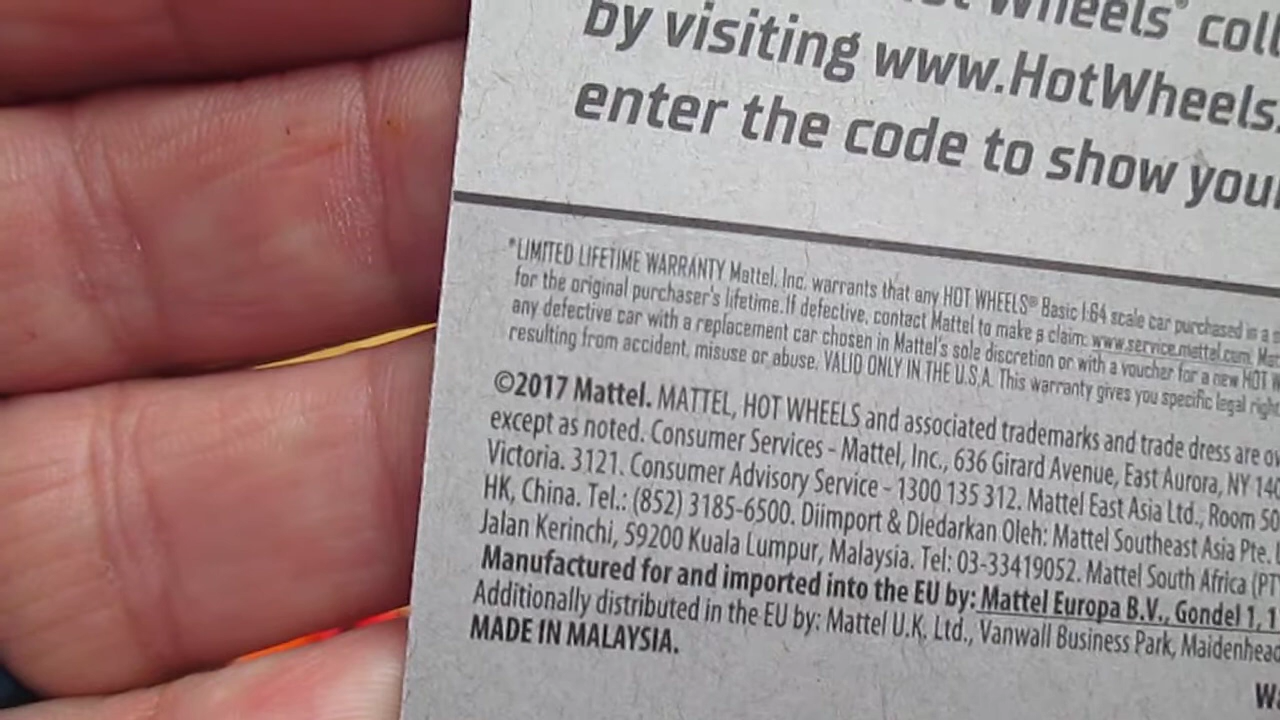 Wheels® coll
by visiting www.HotWheels.
enter the code to show your
*LIMITED LIFETIME WARRANTY Mattel, Inc. warrants that any HOT WHEELS® Basic 1:64 scale car purchased in a
for the original purchaser's lifetime.If defective, contact Mattel to make a claim: www.service.mattel.com.
any defective car with a replacement car chosen in Mattel's sole discretion or with a voucher for a new HOT
resulting from accident, misuse or abuse. VALID ONLY IN THE U.S.A. This warranty gives you specific legal
©2017 Mattel. MATTEL, HOT WHEELS and associated trademarks and trade dress are
except as noted. Consumer Services - Mattel, Inc., 636 Girard Avenue, East Aurora, NY 14
Victoria. 3121. Consumer Advisory Service - 1300 135 312. Mattel East Asia Ltd., Room
HK, China. Tel.: (852) 3185-6500. Diimport & Diedarkan Oleh: Mattel Southeast Asia Pte.
Jalan Kerinchi, 59200 Kuala Lumpur, Malaysia. Tel: 03-33419052. Mattel South Africa (PT
Manufactured for and imported into the EU by: Mattel Europa B.V., Gondel 1, 1
Additionally distributed in the EU by: Mattel U.K. Ltd., Vanwall Business Park, Maidenhead
MADE IN MALAYSIA.